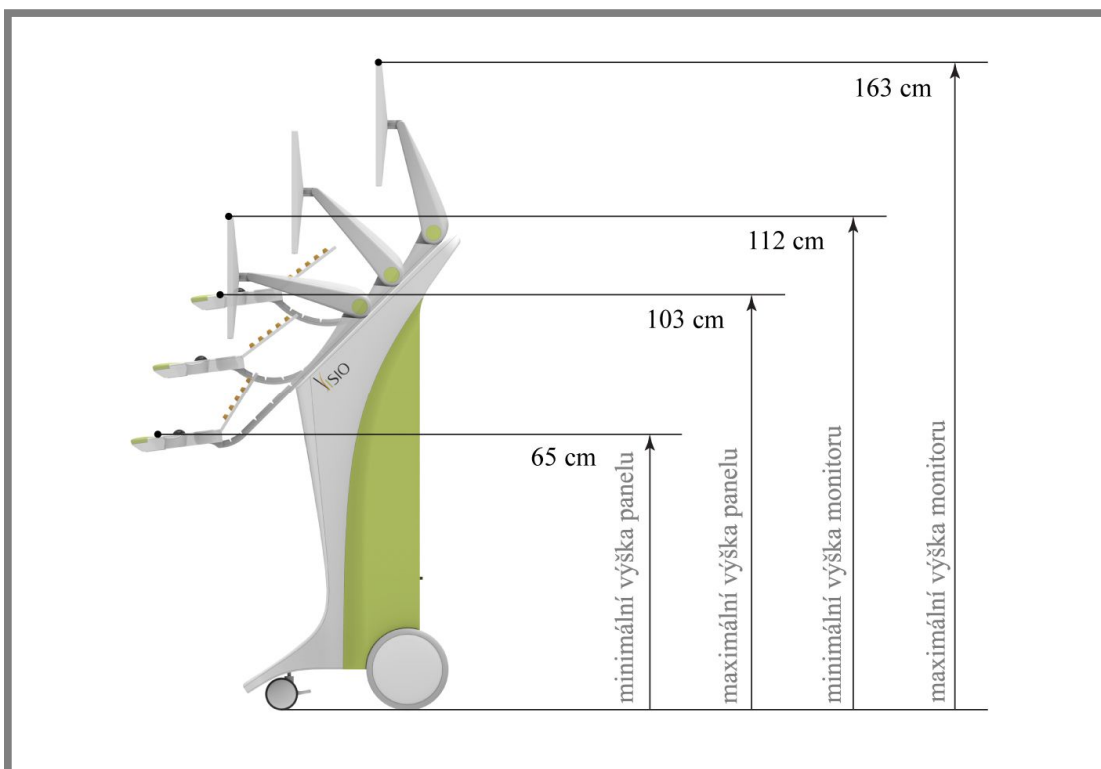 163 cm
112 cm
103 cm
VISIO
65 cm
minimální výška panelu
maximální výška panelu
minimální výška monitoru
maximální výška monitoru